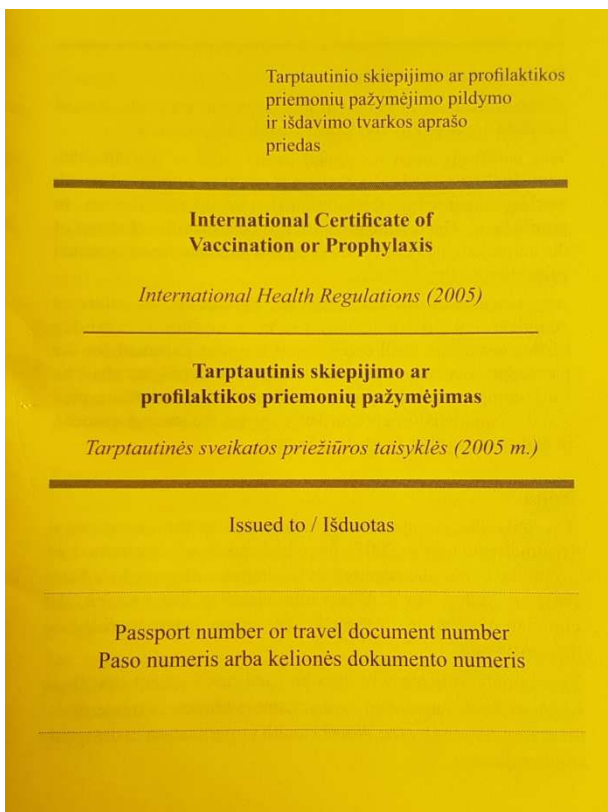 Tarptautinio skiepijimo ar profilaktikos
priemonių pažymėjimo pildymo
ir išdavimo tvarkos aprašo
priedas
International Certificate of
Vaccination or Prophylaxis
International Health Regulations (2005)
Tarptautinis skiepijimo ar
profilaktikos priemonių pažymėjimas
Tarptautinės sveikatos priežiūros taisyklės (2005 m.)
Issued to / Išduotas
Passport number or travel document number
Paso numeris arba kelionės dokumento numeris